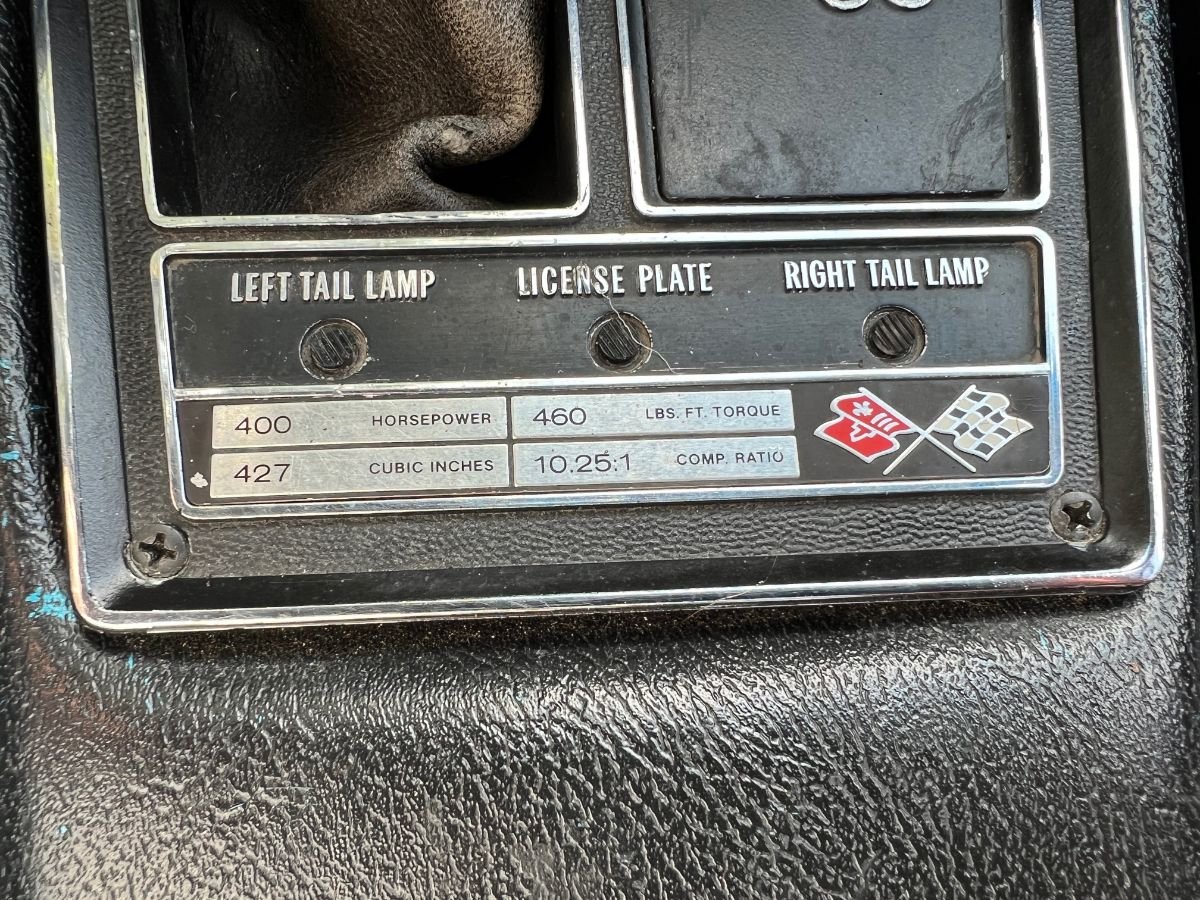 LEFT TAIL LAMP LICENSE PLATE RIGHT TAIL LAMP
400 HORSEPOWER 460 LBS. FT. TORQUE
427 CUBIC INCHES 10.25:1 COMP. RATIO